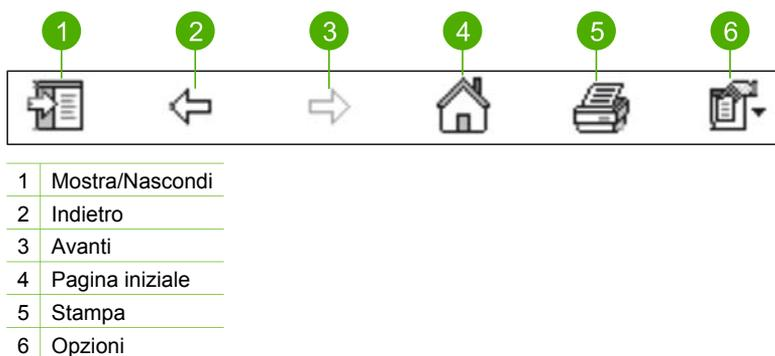 1 2 3 4 5 6
1 Mostra/Nascondi
2 Indietro
3 Avanti
4 Pagina iniziale
5 Stampa
6 Opzioni